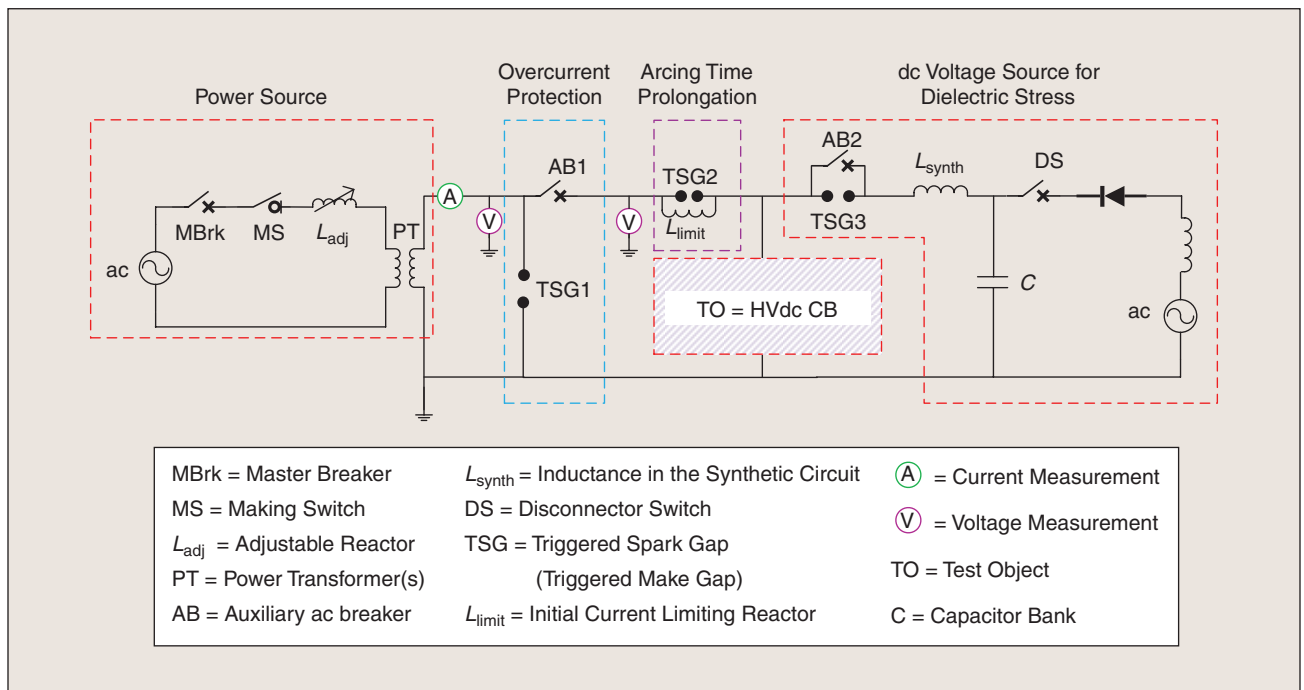 Power Source
Overcurrent
Protection
Arcing Time
Prolongation
dc Voltage Source for
Dielectric Stress
MBrk
MS
Ladj
PT
ac
A
V
AB1
TSG1
V
TSG2
Llimit
TO = HVdc CB
AB2
TSG3
Lsynth
DS
C
ac
MBrk = Master Breaker
MS = Making Switch
Ladj = Adjustable Reactor
PT = Power Transformer(s)
AB = Auxiliary ac breaker
Lsynth = Inductance in the Synthetic Circuit
DS = Disconnector Switch
TSG = Triggered Spark Gap
(Triggered Make Gap)
Llimit = Initial Current Limiting Reactor
A = Current Measurement
V = Voltage Measurement
TO = Test Object
C = Capacitor Bank